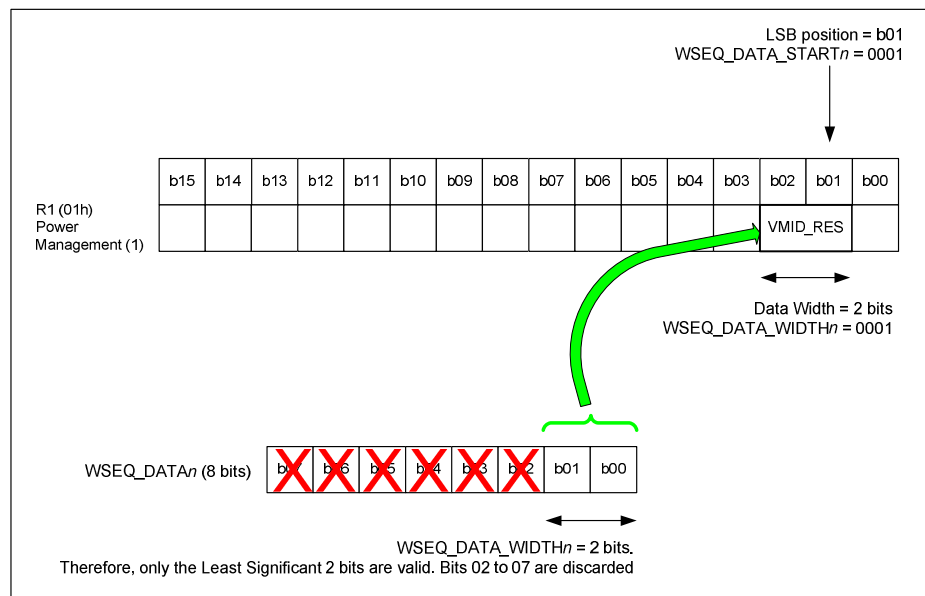 LSB position = b01
WSEQ_DATA_STARTn = 0001
b15 b14 b13 b12 b11 b10 b09 b08 b07 b06 b05 b04 b03 b02 b01 b00
R1 (01h)
Power
Management (1)
VMID_RES
Data Width = 2 bits
WSEQ_DATA_WIDTHn = 0001
WSEQ_DATAn (8 bits)
b01 b00
WSEQ_DATA_WIDTHn = 2 bits.
Therefore, only the Least Significant 2 bits are valid. Bits 02 to 07 are discarded